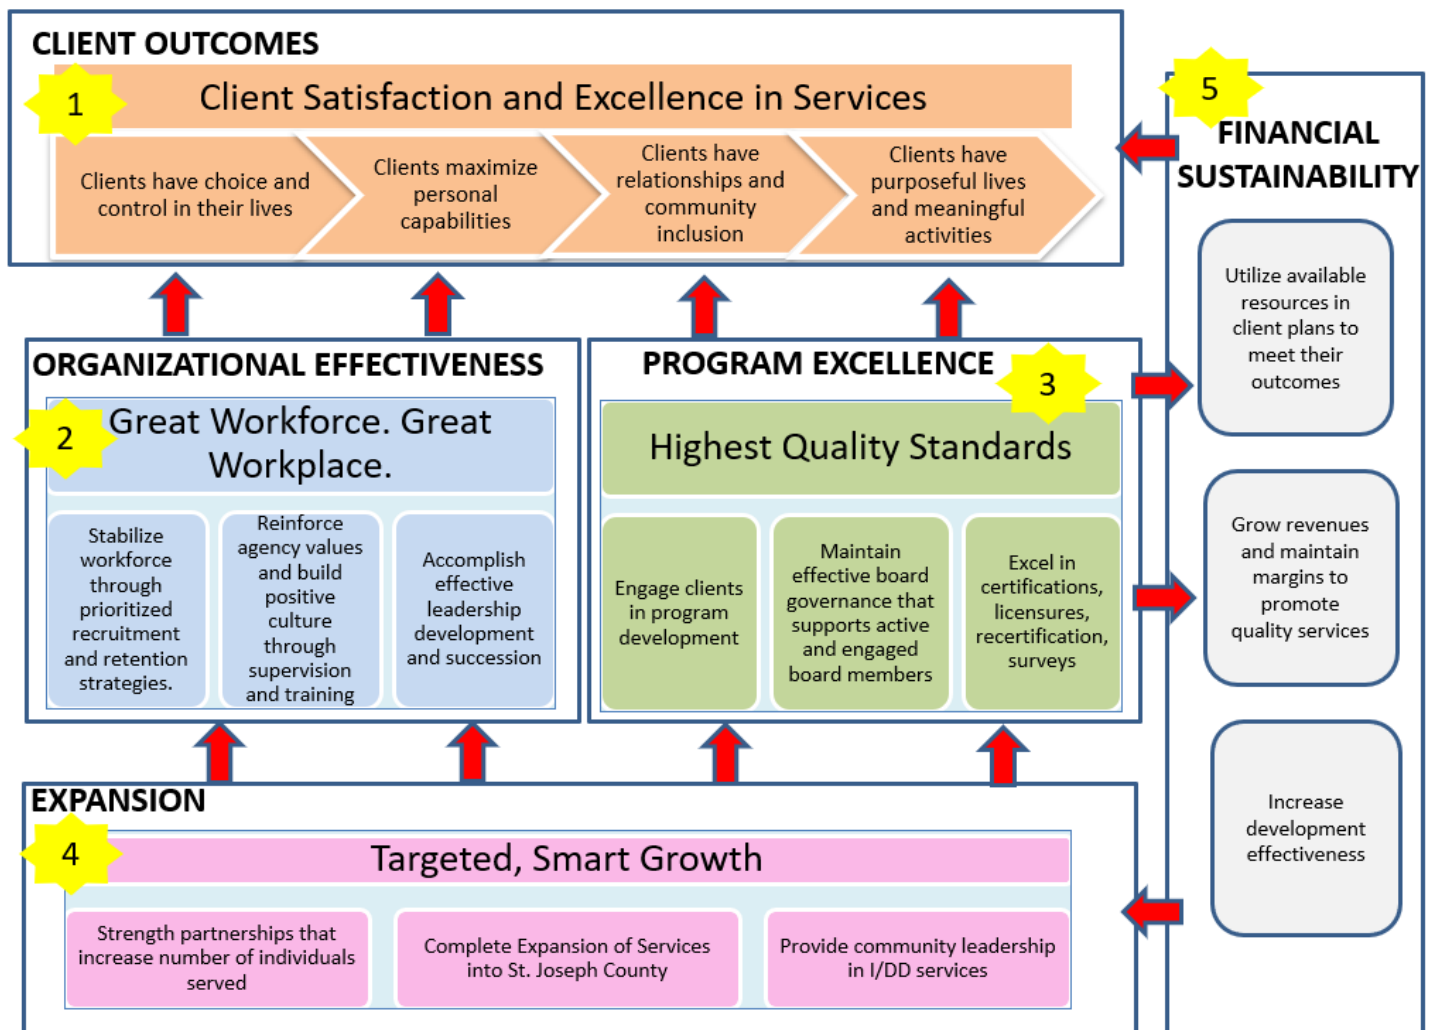 CLIENT OUTCOMES
1
Client Satisfaction and Excellence in Services
Clients have choice and
control in their lives
Clients maximize
personal
capabilities
Clients have
relationships and
community
inclusion
Clients have
purposeful lives
and meaningful
activities
ORGANIZATIONAL EFFECTIVENESS
2
Great Workforce. Great
Workplace.
Stabilize
workforce
through
prioritized
recruitment
and retention
strategies.
Reinforce
agency values
and build
positive
culture
through
supervision
and training
Accomplish
effective
leadership
development
and succession
PROGRAM EXCELLENCE
3
Highest Quality Standards
Engage clients
in program
development
Maintain
effective board
governance that
supports active
and engaged
board members
Excel in
certifications,
licensures,
recertification,
surveys
EXPANSION
4
Targeted, Smart Growth
Strength partnerships that
increase number of individuals
served
Complete Expansion of Services
into St. Joseph County
Provide community leadership
in I/DD services
5
FINANCIAL
SUSTAINABILITY
Utilize available
resources in
client plans to
meet their
outcomes
Grow revenues
and maintain
margins to
promote
quality services
Increase
development
effectiveness